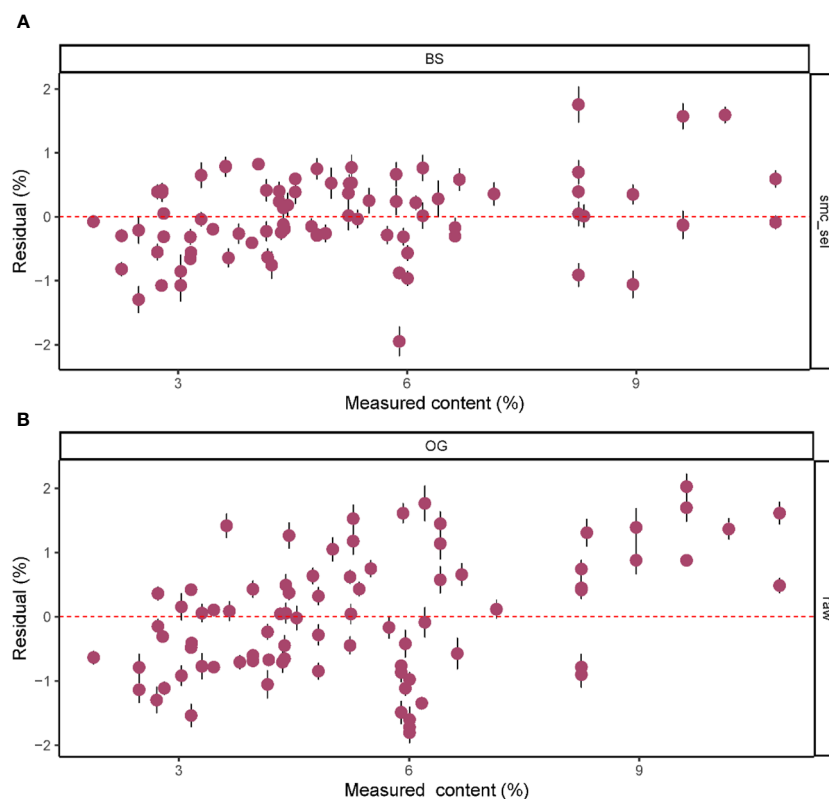 A
BS
2
1
0
−1
−2
Residual (%)
smc_sel
3
6
9
Measured content (%)
B
OG
2
1
0
−1
−2
Residual (%)
raw
3
6
9
Measured content (%)